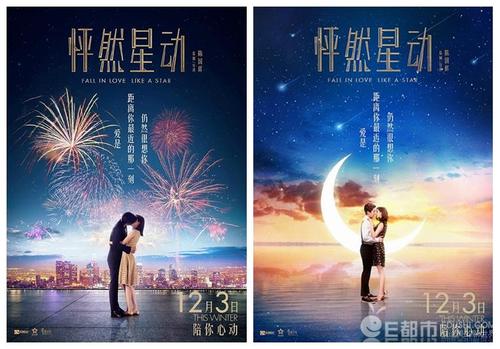 怦然星动
FALL IN LOVE LIKE A STAR
爱是
距离你最近的那一刻
仍然很想你
12月3日
THIS WINTER
陪你心动
怦然星动
FALL IN LOVE LIKE A STAR
爱是
距离你最近的那一刻
仍然很想你
12月3日
THIS WINTER
陪你心动
E都市